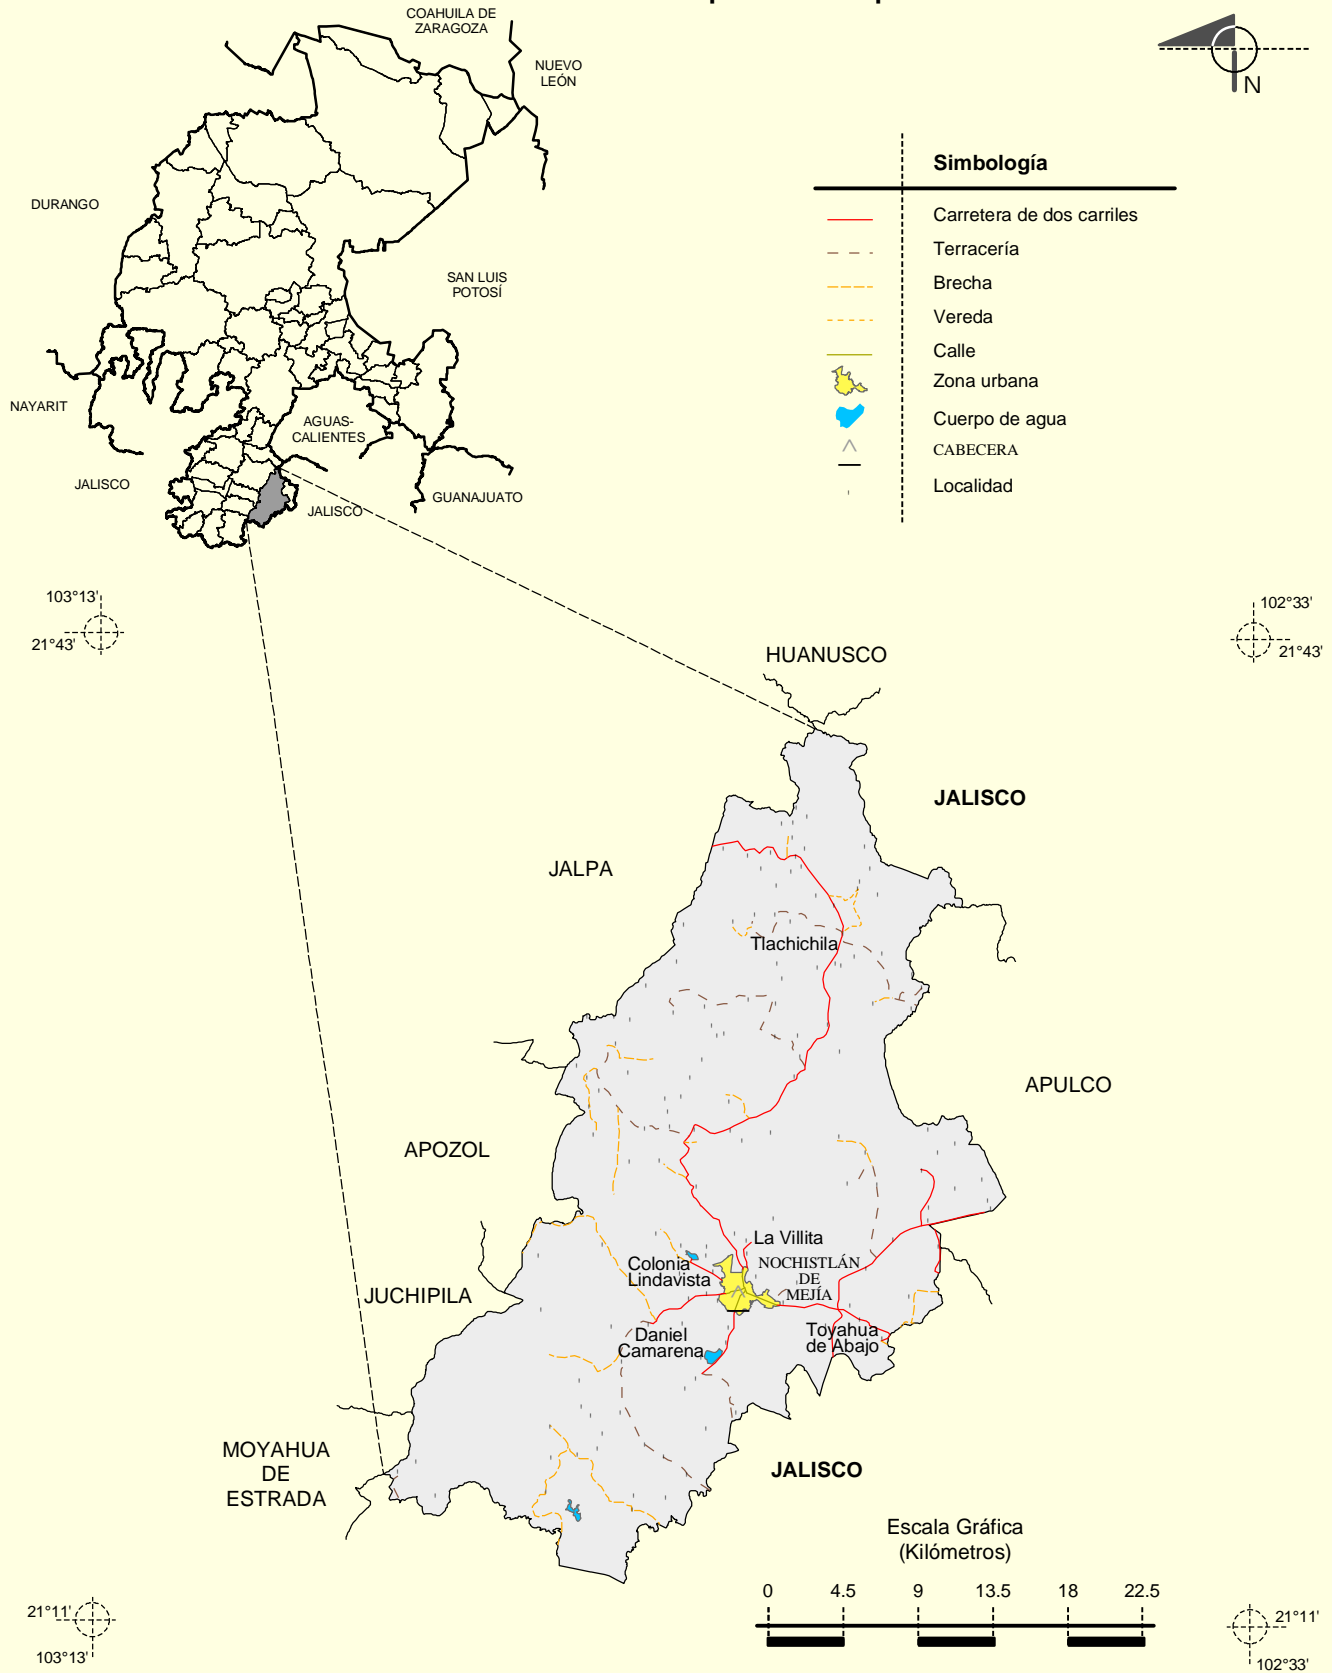 COAHUILA DE
ZARAGOZA
NUEVO
LEÓN
N
DURANGO
SAN LUIS
POTOSÍ
NAYARIT
AGUAS-
CALIENTES
JALISCO
GUANAJUATO
JALISCO
Simbología
Carretera de dos carriles
Terracería
Brecha
Vereda
Calle
Zona urbana
Cuerpo de agua
CABECERA
Localidad
103°13'
21°43'
102°33'
21°43'
HUANUSCO
JALISCO
JALPA
Tlachichila
APULCO
APOZOL
La Villita
Colonia
Lindavista
NOCHISTLÁN
DE
MEJÍA
JUCHIPILA
Daniel
Camarena
Toyahua
de Abajo
MOYAHUA
DE
ESTRADA
JALISCO
Escala Gráfica
(Kilómetros)
0 4.5 9 13.5 18 22.5
21°11'
103°13'
21°11'
102°33'